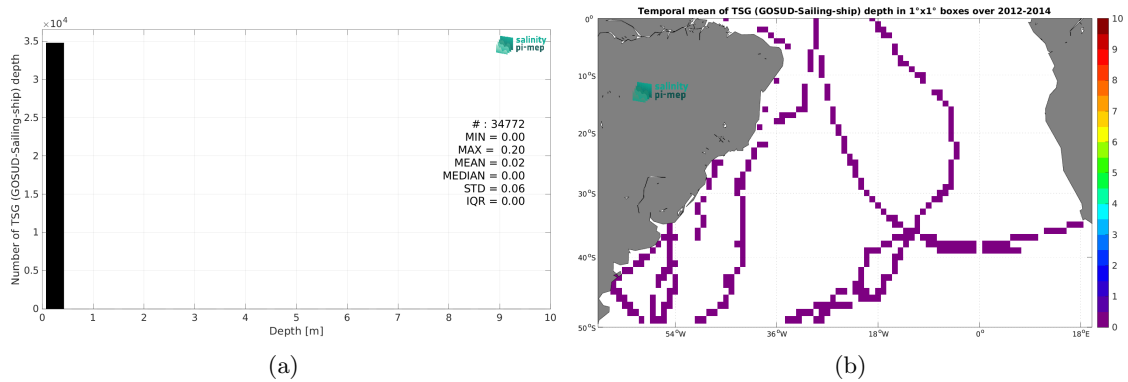 ×10⁴
3.5
3
2.5
2
1.5
1
0.5
0
Number of TSG (GOSUD-Sailing-ship) depth
salinity
pi-mep
# : 34772
MIN = 0.00
MAX = 0.20
MEAN = 0.02
MEDIAN = 0.00
STD = 0.06
IQR = 0.00
0 1 2 3 4 5 6 7 8 9 10
Depth [m]
(a)
Temporal mean of TSG (GOSUD-Sailing-ship) depth in 1°x1° boxes over 2012-2014
0°
10°S
20°S
30°S
40°S
50°S
salinity
pi-mep
54°W 36°W 18°W 0° 18°E
10
9
8
7
6
5
4
3
2
1
0
(b)